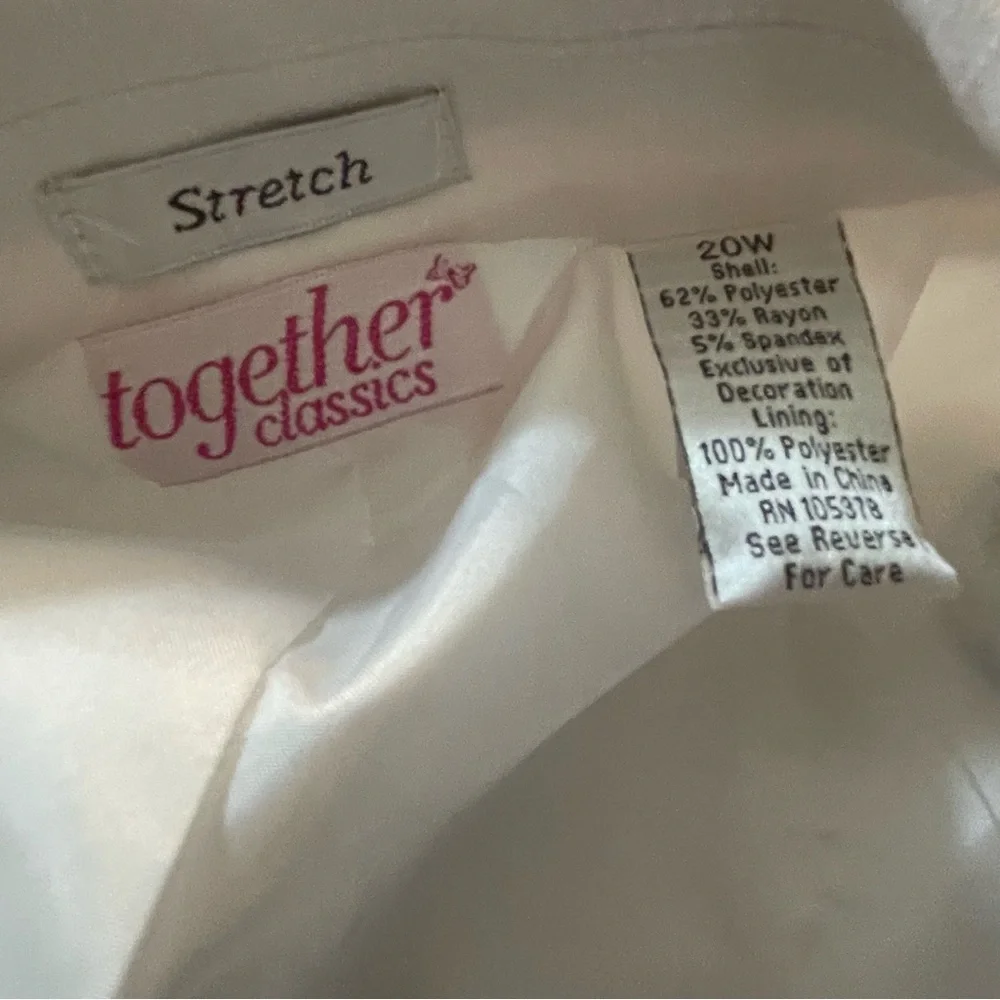 Stretch
together
classics
20W
Shell:
62% Polyester
33% Rayon
5% Spandex
Exclusive of
Decoration
Lining:
100% Polyester
Made in China
RN 105378
See Reverse
For Care